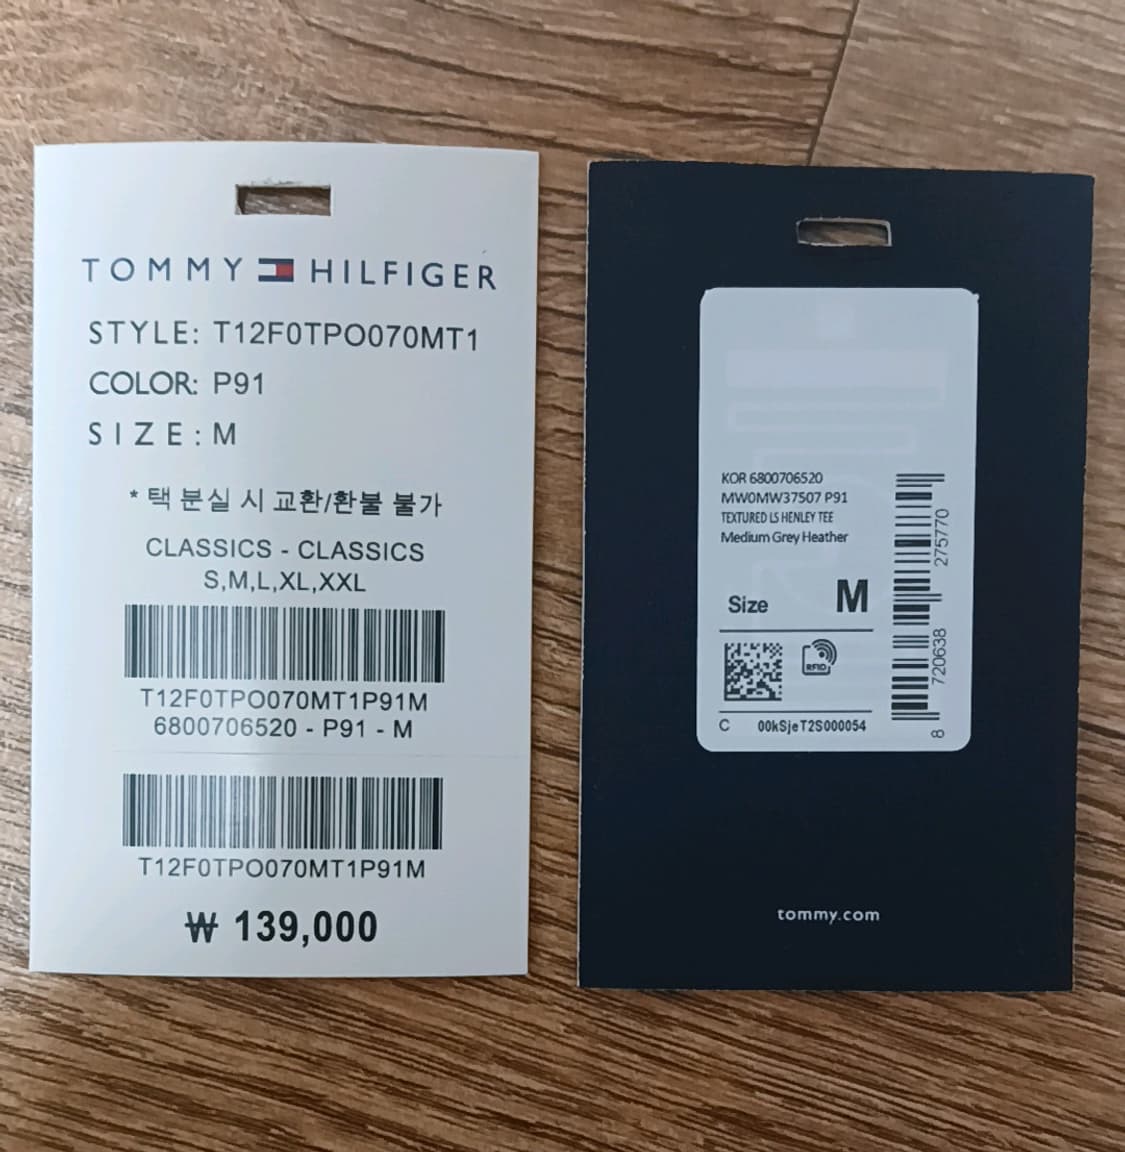 TOMMY HILFIGER
STYLE: T12F0TPO070MT1
COLOR: P91
SIZE: M
* 택 분실 시 교환/환불 불가
CLASSICS - CLASSICS
S,M,L,XL,XXL
T12F0TPO070MT1P91M
6800706520 - P91 - M
T12F0TPO070MT1P91M
₩ 139,000
KOR 6800706520
MW0MW37507 P91
TEXTURED LS HENLEY TEE
Medium Grey Heather
Size M
RFID
C 00kSjeT2S000054
8 720638 275770
tommy.com